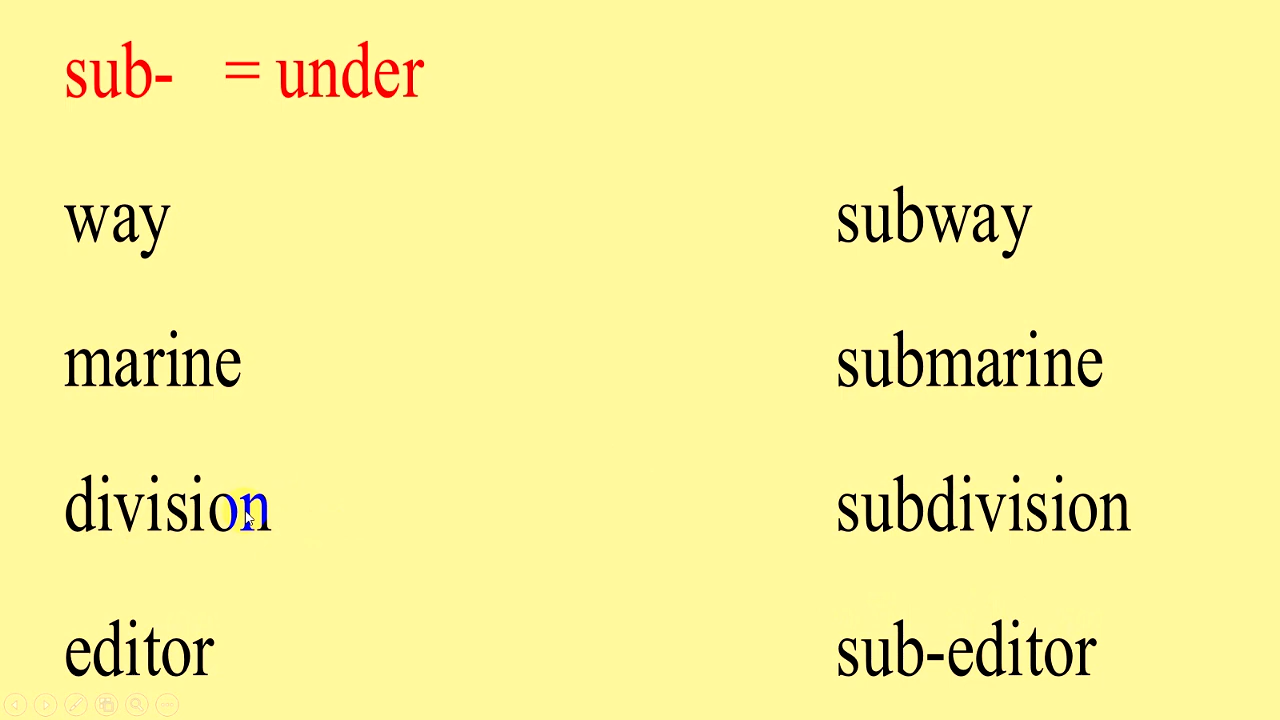 sub- = under
way subway
marine submarine
division subdivision
editor sub-editor